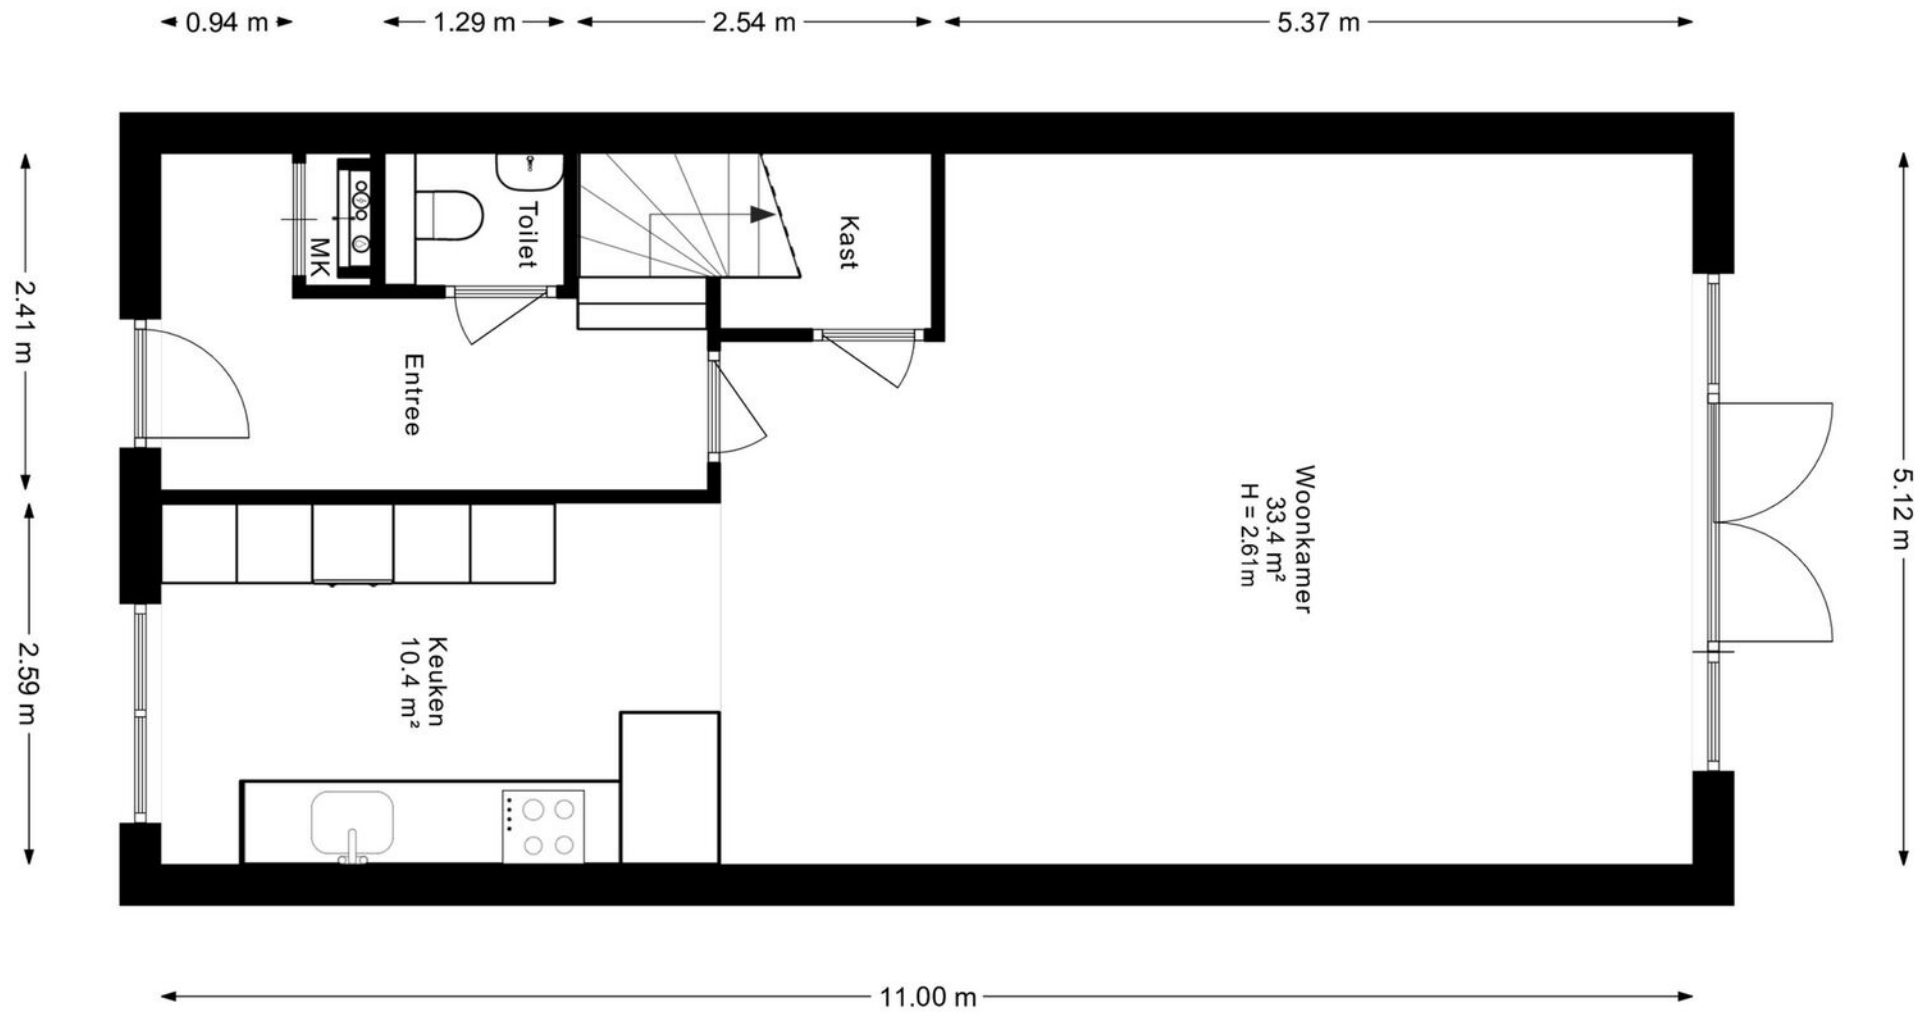 0.94 m
1.29 m
2.54 m
5.37 m
2.41 m
2.59 m
5.12 m
MK
Toilet
Kast
Entree
Woonkamer
33.4 m²
H = 2.61m
Keuken
10.4 m²
11.00 m